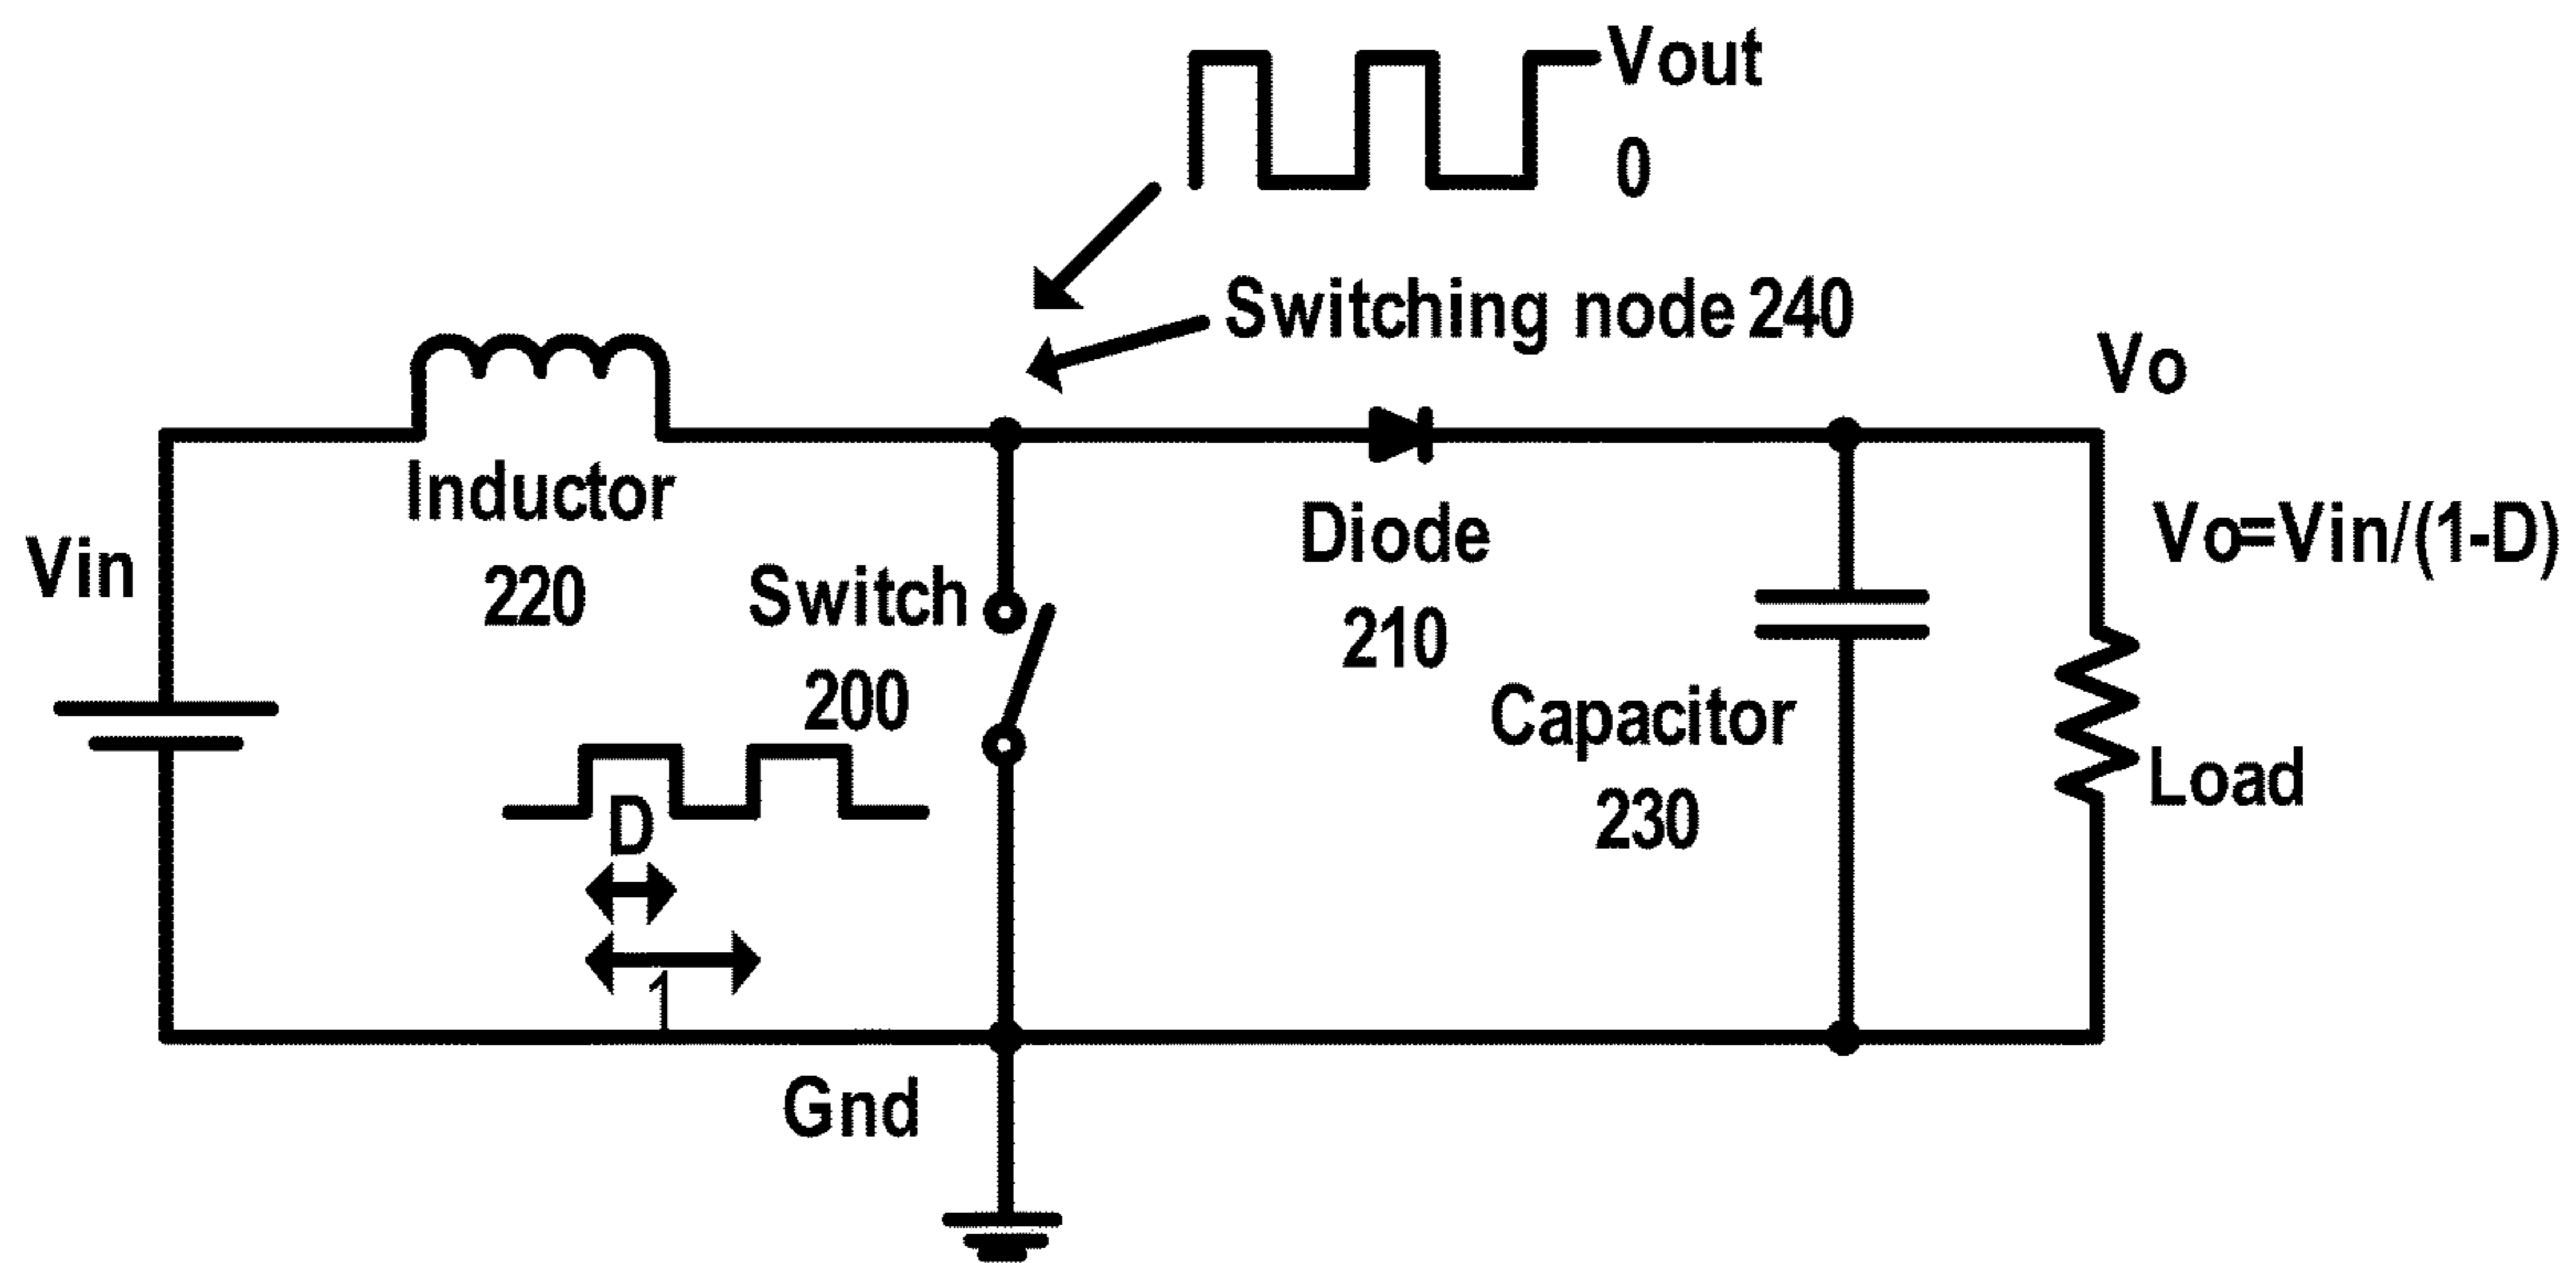 Vout
0
Switching node 240
Vo
Inductor
220
Vin
Switch
200
Diode
210
Vo=Vin/(1-D)
Capacitor
230
Load
D
1
Gnd